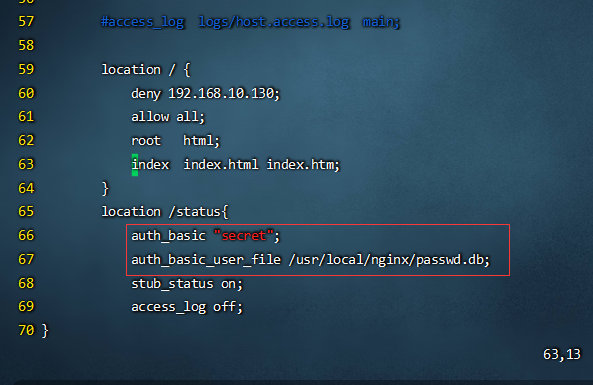 57         #access_log  logs/host.access.log  main;
58
59         location / {
60             deny 192.168.10.130;
61             allow all;
62             root   html;
63             index  index.html index.htm;
64         }
65         location /status{
66             auth_basic "secret";
67             auth_basic_user_file /usr/local/nginx/passwd.db;
68             stub_status on;
69             access_log off;
70 }
63,13